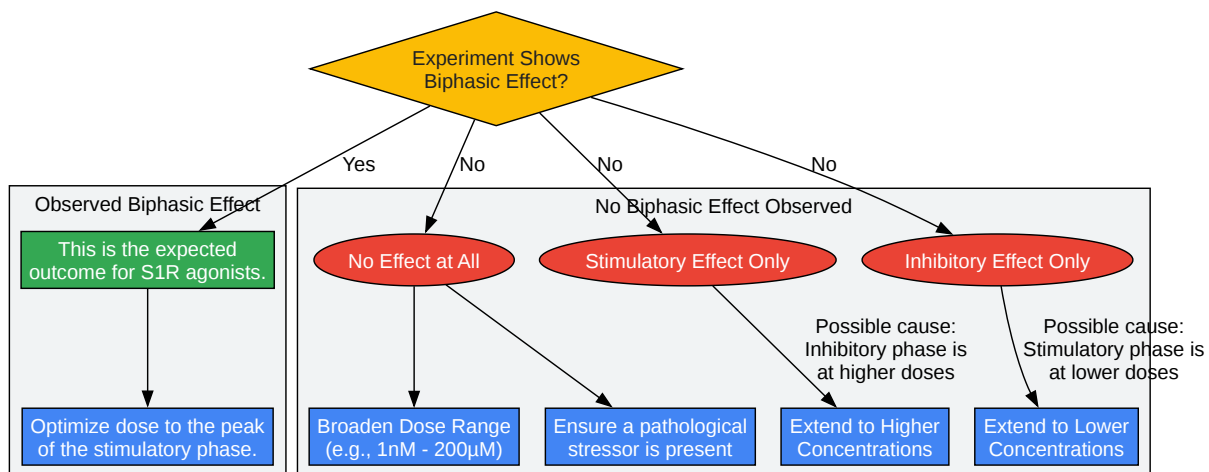 Experiment Shows
Biphasic Effect?
Yes
No
No
No
Observed Biphasic Effect
No Biphasic Effect Observed
This is the expected
outcome for S1R agonists.
No Effect at All
Stimulatory Effect Only
Inhibitory Effect Only
Possible cause:
Inhibitory phase is
at higher doses
Possible cause:
Stimulatory phase is
at lower doses
Optimize dose to the peak
of the stimulatory phase.
Broaden Dose Range
(e.g., 1nM - 200µM)
Ensure a pathological
stressor is present
Extend to Higher
Concentrations
Extend to Lower
Concentrations